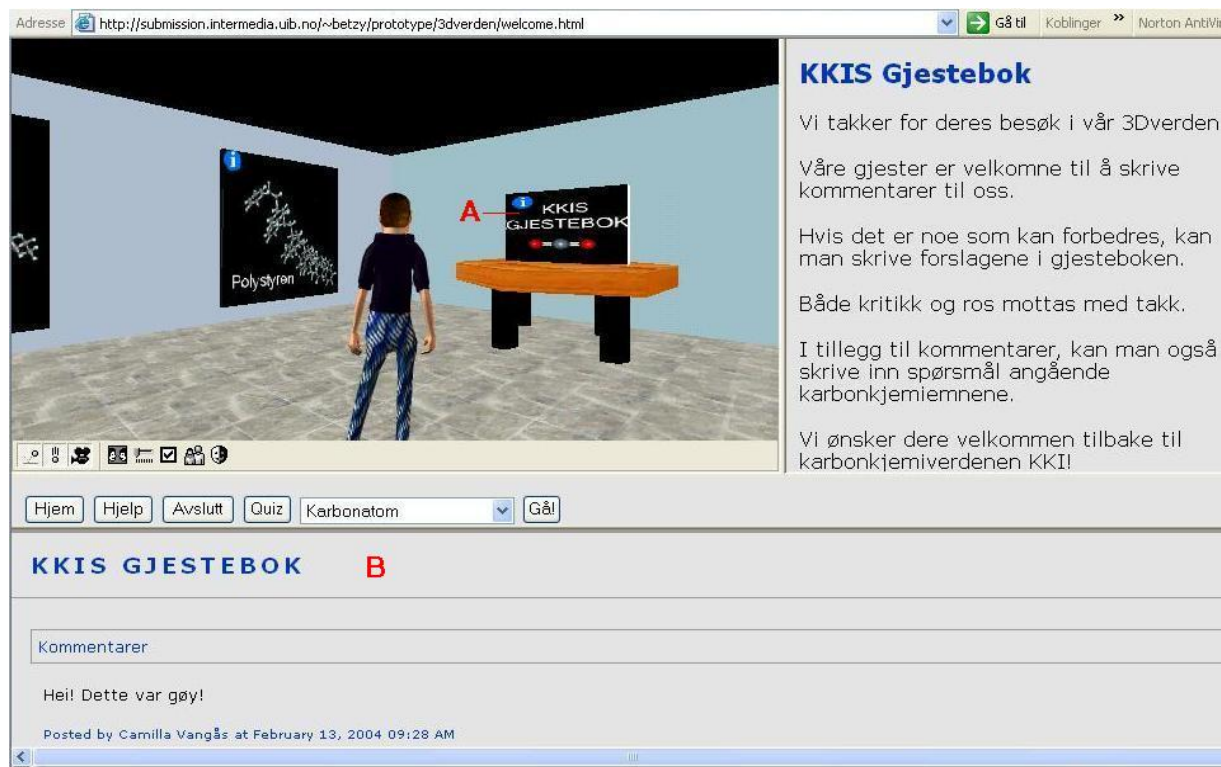 Adresse http://submission.intermedia.uib.no/~betzy/prototype/3dverden/welcome.html Gå til Koblinger » Norton AntiVir
Polystyren
A
KKIS
GJESTEBOK
KKIS Gjestebok
Vi takker for deres besøk i vår 3Dverden
Våre gjester er velkomne til å skrive
kommentarer til oss.
Hvis det er noe som kan forbedres, kan
man skrive forslagene i gjesteboken.
Både kritikk og ros mottas med takk.
I tillegg til kommentarer, kan man også
skrive inn spørsmål angående
karbonkjemiemnene.
Vi ønsker dere velkommen tilbake til
karbonkjemiverdenen KKI!
Hjem Hjelp Avslutt Quiz Karbonatom Gå!
KKIS GJESTEBOK B
Kommentarer
Hei! Dette var gøy!
Posted by Camilla Vangås at February 13, 2004 09:28 AM